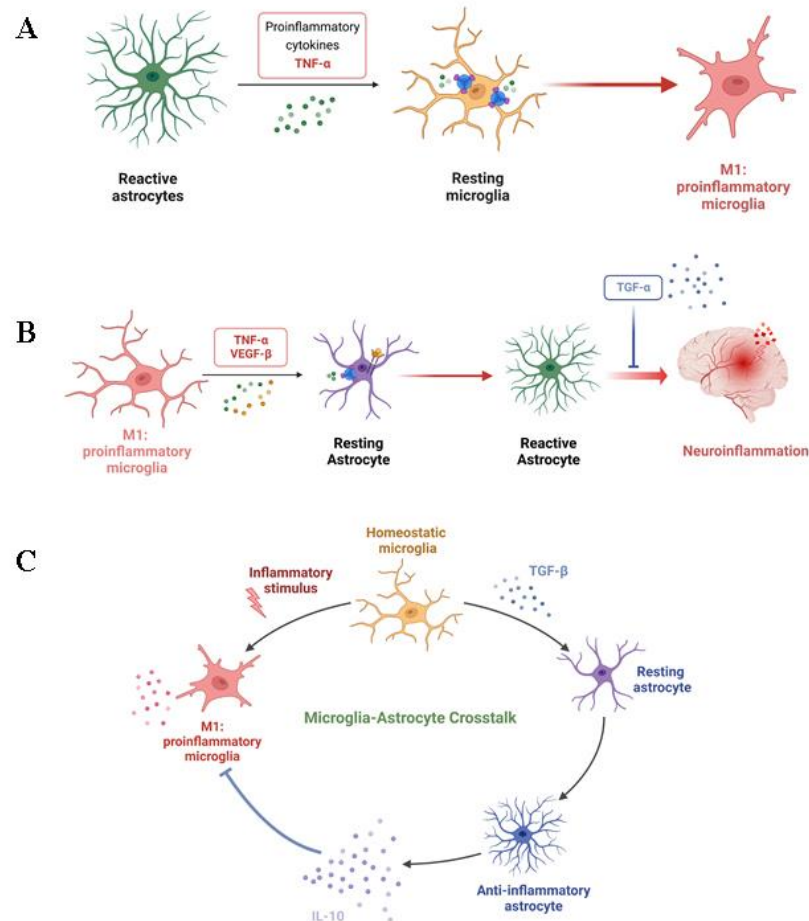 A
Proinflammatory
cytokines
TNF-α
Reactive
astrocytes
Resting
microglia
M1:
proinflammatory
microglia
B
TGF-α
TNF-α
VEGF-β
M1:
proinflammatory
microglia
Resting
Astrocyte
Reactive
Astrocyte
Neuroinflammation
C
Homeostatic
microglia
Inflammatory
stimulus
TGF-β
Resting
astrocyte
M1:
proinflammatory
microglia
Microglia-Astrocyte Crosstalk
Anti-inflammatory
astrocyte
IL-10